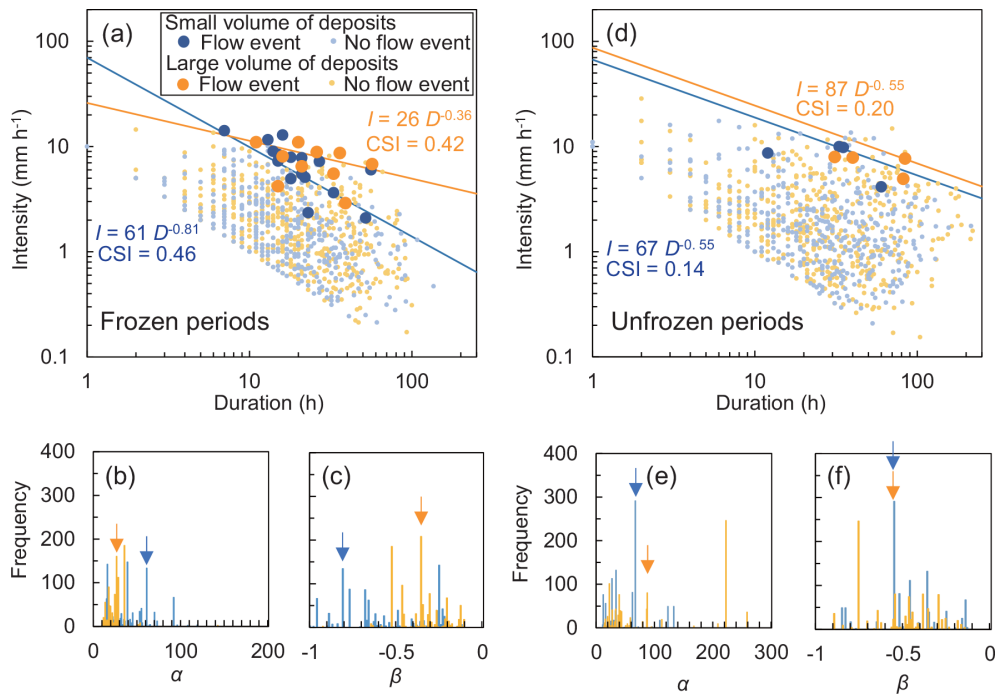 (a)
Small volume of deposits
Flow event No flow event
Large volume of deposits
Flow event No flow event
I = 26 D^-0.36
CSI = 0.42
I = 61 D^-0.81
CSI = 0.46
Frozen periods
Intensity (mm h^-1)
100
10
1
0.1
1 10 100
Duration (h)
(d)
I = 87 D^-0.55
CSI = 0.20
I = 67 D^-0.55
CSI = 0.14
Unfrozen periods
Intensity (mm h^-1)
100
10
1
0.1
1 10 100
Duration (h)
(b)
Frequency
400
300
200
100
0
0 100 200
α
(c)
-1 -0.5 0
β
(e)
Frequency
400
300
200
100
0
0 100 200 300
α
(f)
-1 -0.5 0
β